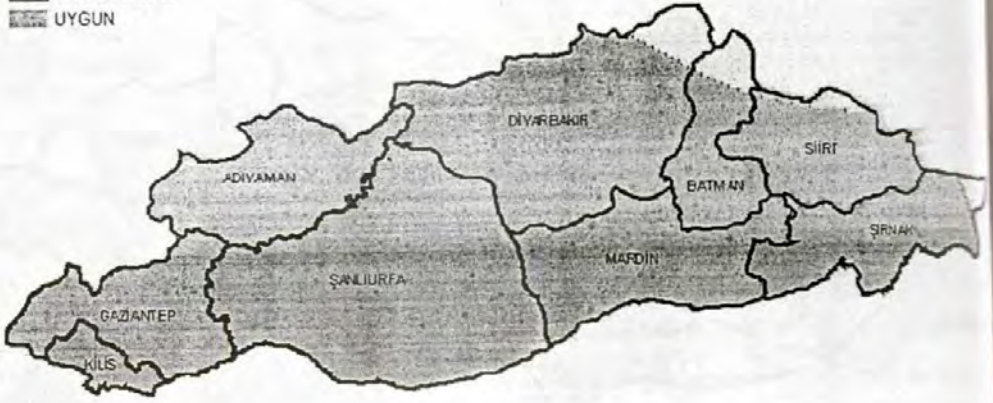 UYGUN
DİYARBAKIR
SİİRT
ADIYAMAN
BATMAN
ŞIRNAK
MARDİN
ŞANLIURFA
GAZİANTEP
KİLİS